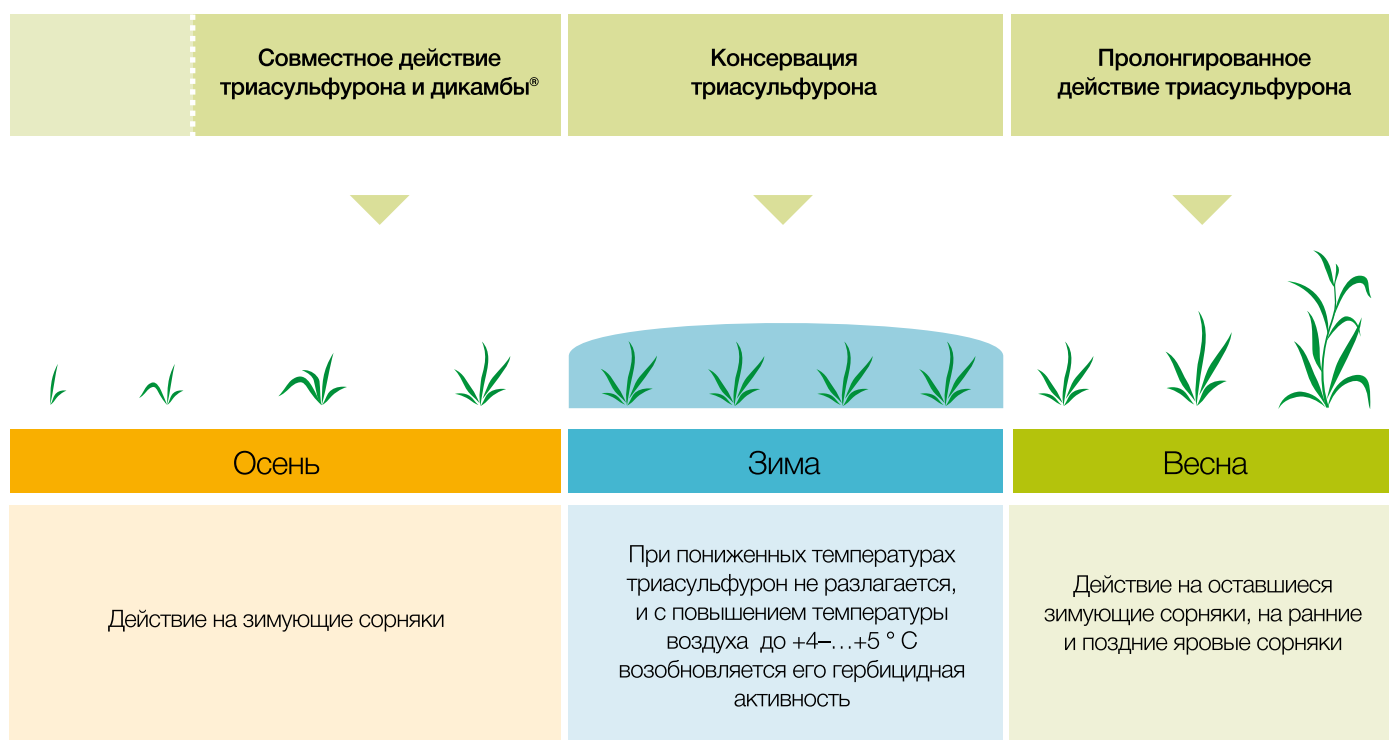 Совместное действие
триасульфурона и дикамбы®
Консервация
триасульфурона
Пролонгированное
действие триасульфурона
Осень
Зима
Весна
Действие на зимующие сорняки
При пониженных температурах
триасульфурон не разлагается,
и с повышением температуры
воздуха до +4–…+5 ° С
возобновляется его гербицидная
активность
Действие на оставшиеся
зимующие сорняки, на ранние
и поздние яровые сорняки